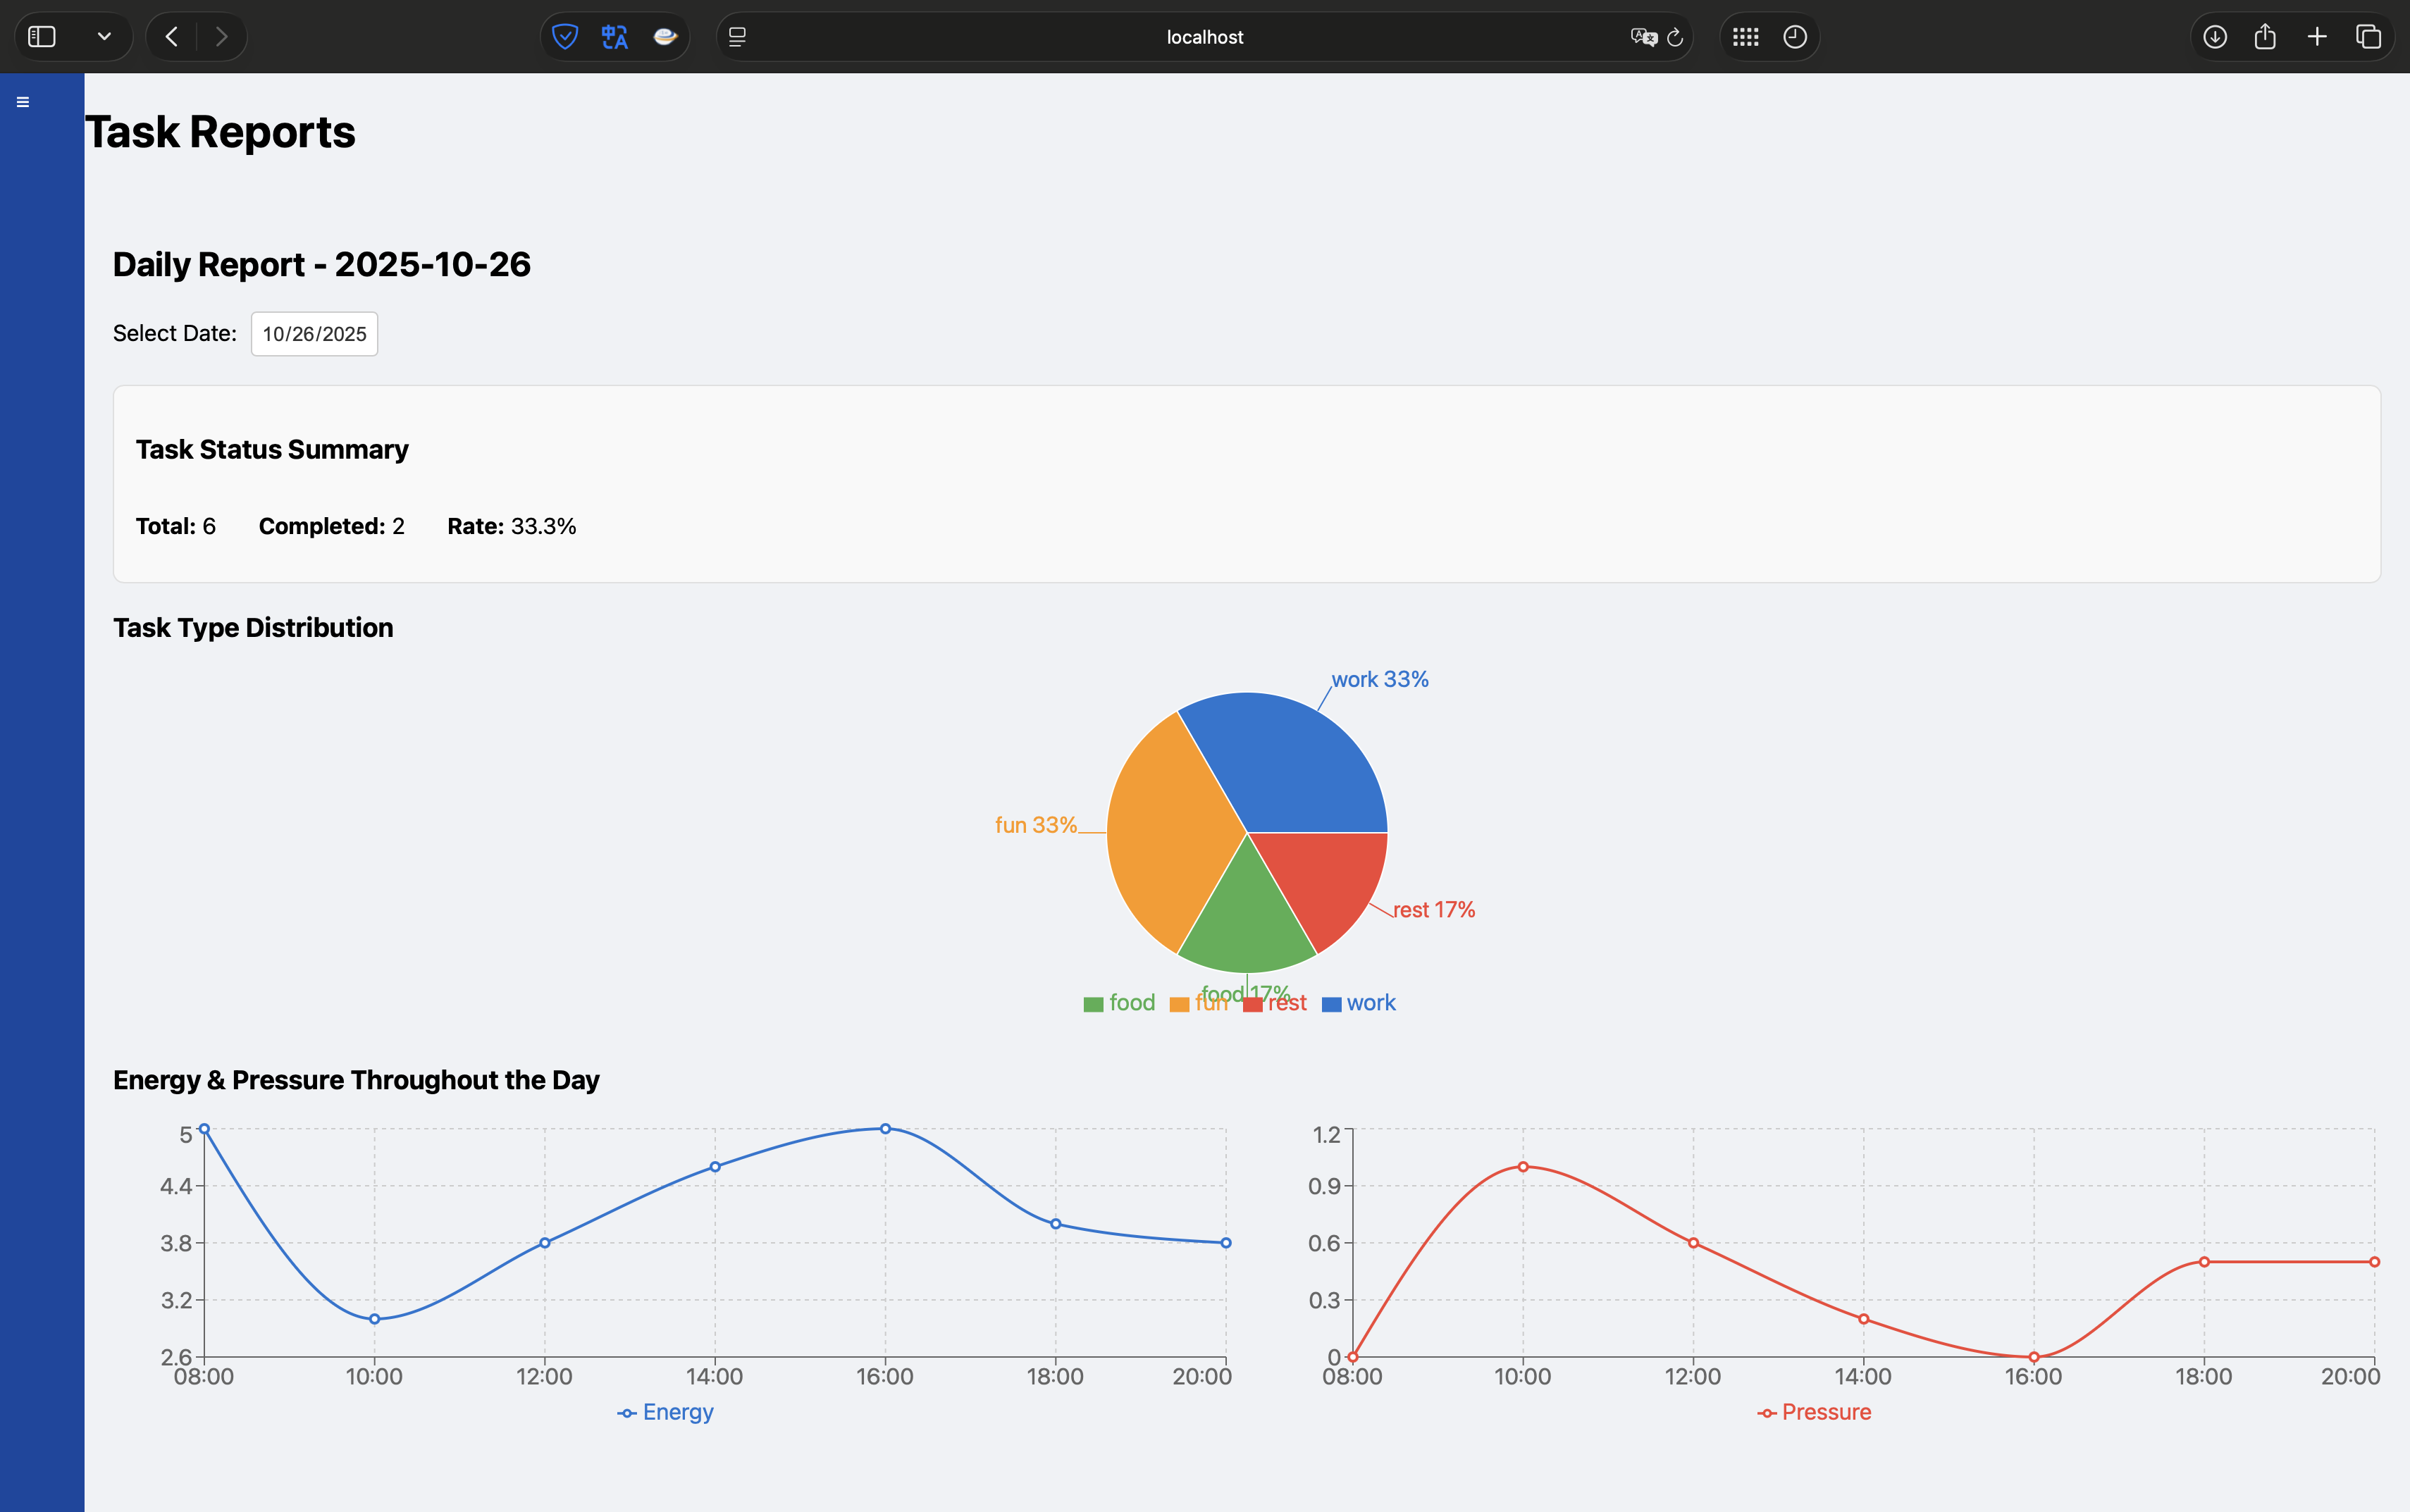 localhost
Task Reports
Daily Report - 2025-10-26
Select Date: 10/26/2025
Task Status Summary
Total: 6 Completed: 2 Rate: 33.3%
Task Type Distribution
work 33%
fun 33%
rest 17%
food 17%
food fun rest work
Energy & Pressure Throughout the Day
5
4.4
3.8
3.2
2.6
08:00 10:00 12:00 14:00 16:00 18:00 20:00
Energy
1.2
0.9
0.6
0.3
0
08:00 10:00 12:00 14:00 16:00 18:00 20:00
Pressure